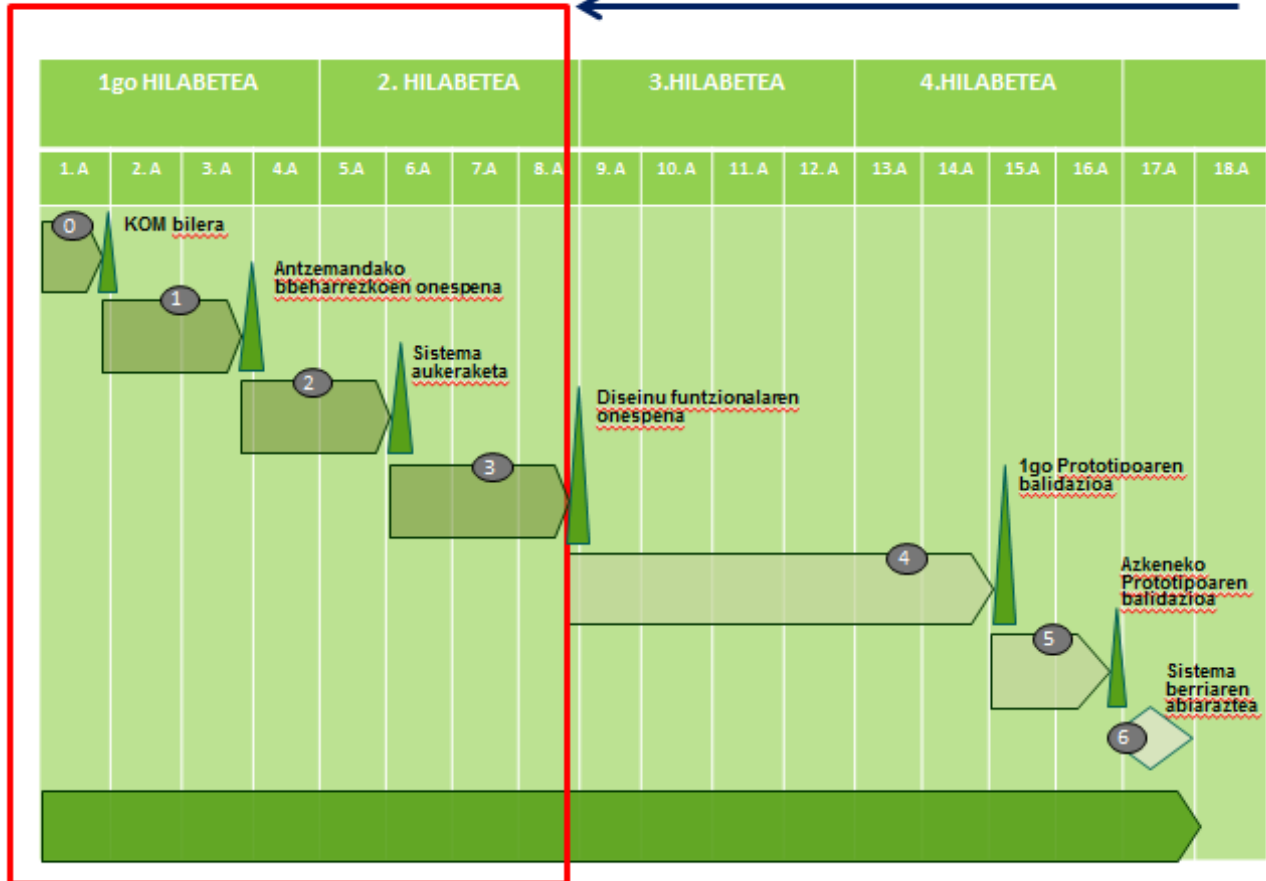 1go HILABETEA 2. HILABETEA 3.HILABETEA 4.HILABETEA
1. A 2. A 3. A 4.A 5.A 6.A 7.A 8. A 9. A 10. A 11. A 12. A 13.A 14.A 15.A 16.A 17.A 18.A
0
KOM bilera
1
Antzemandako
bbeharrezkoen onespena
2
Sistema
aukeraketa
3
Diseinu funtzionalaren
onespena
4
1go Prototipoaren
balidazioa
5
Azkeneko
Prototipoaren
balidazioa
6
Sistema
berriaren
abiaraztea